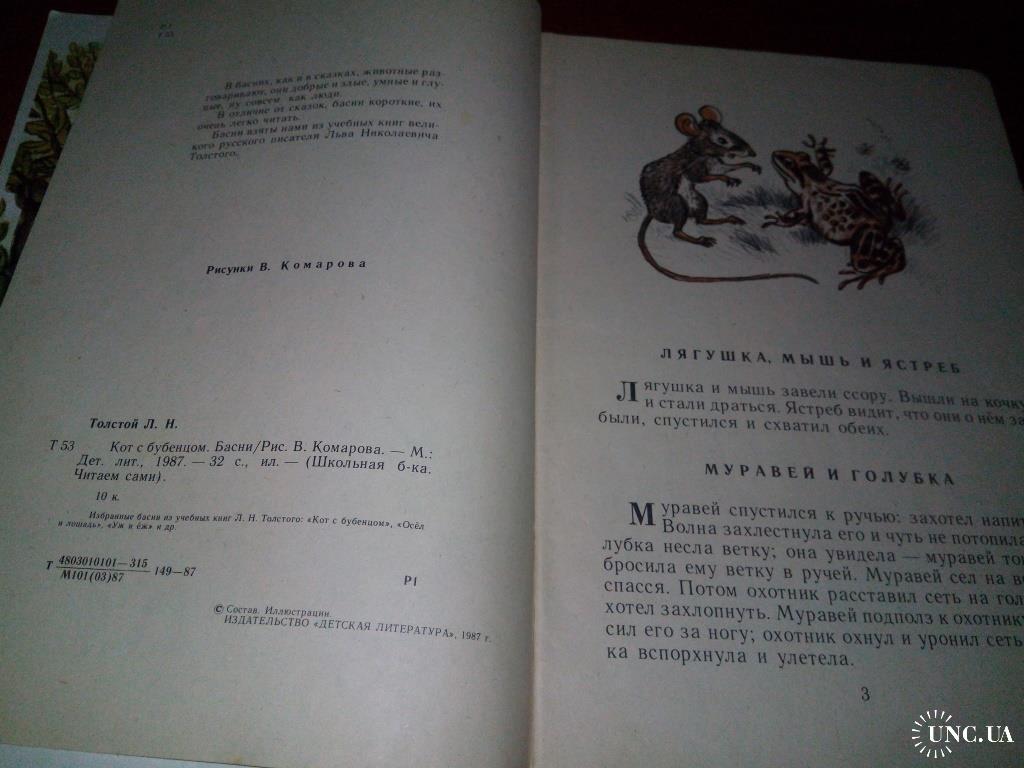 Р1
Т 53
В баснях, как и в сказках, животные раз-
говаривают, они добрые и злые, умные и глу-
пые, ну совсем как люди.
В отличие от сказок, басни короткие, их
очень легко читать.
Басни взяты нами из учебных книг вели-
кого русского писателя Льва Николаевича
Толстого.
Рисунки В. Комарова
Толстой Л. Н.
Т 53 Кот с бубенцом. Басни/Рис. В. Комарова. — М.:
Дет. лит., 1987. — 32 с., ил. — (Школьная б-ка.
Читаем сами).
10 к.
Избранные басни из учебных книг Л. Н. Толстого: «Кот с бубенцом», «Осёл
и лошадь», «Уж и ёж» и др.
Т 4803010101—315 149—87
М101(03)87
Р1
© Состав. Иллюстрации.
ИЗДАТЕЛЬСТВО «ДЕТСКАЯ ЛИТЕРАТУРА», 1987 г.
ЛЯГУШКА, МЫШЬ И ЯСТРЕБ
Лягушка и мышь завели ссору. Вышли на кочку
и стали драться. Ястреб видит, что они о нём за
были, спустился и схватил обеих.
МУРАВЕЙ И ГОЛУБКА
Муравей спустился к ручью: захотел напит
Волна захлестнула его и чуть не потопила
лубка несла ветку; она увидела — муравей тон
бросила ему ветку в ручей. Муравей сел на ве
спасся. Потом охотник расставил сеть на гол
хотел захлопнуть. Муравей подполз к охотнику
сил его за ногу; охотник охнул и уронил сеть
ка вспорхнула и улетела.
3
UNC.UA